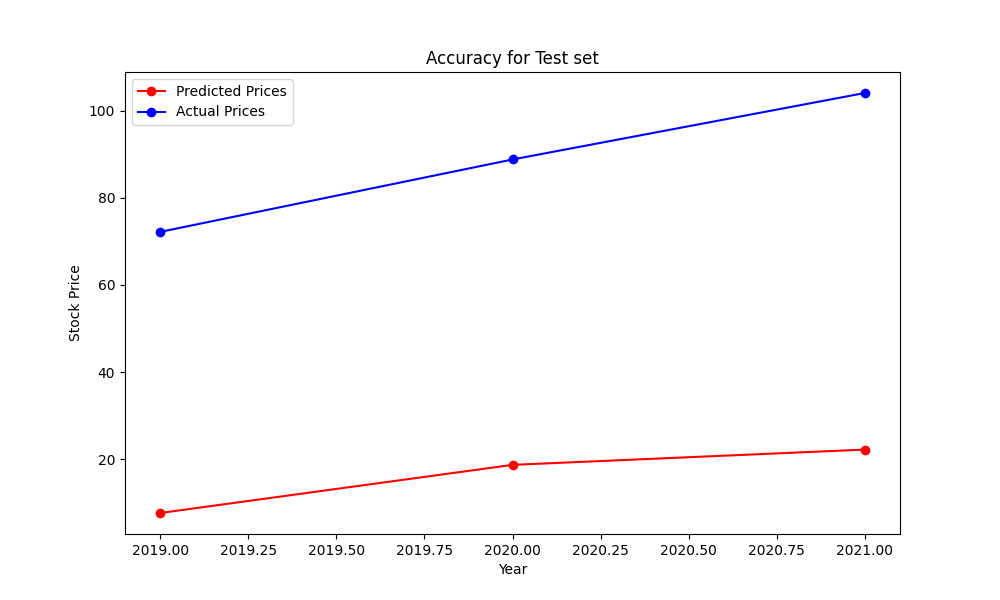 Accuracy for Test set
Predicted Prices
Actual Prices
100
80
60
40
20
Stock Price
2019.00 2019.25 2019.50 2019.75 2020.00 2020.25 2020.50 2020.75 2021.00
Year